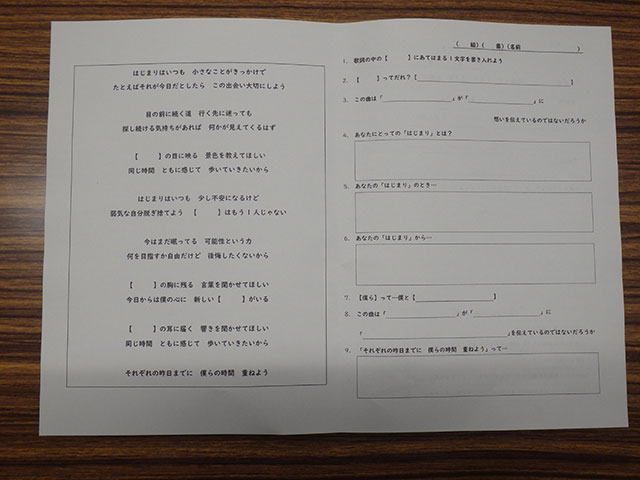 はじまりはいつも　小さなことがきっかけで
たとえばそれが今日だとしたら　この出会い大切にしよう
目の前に続く道　行く先に迷っても
探し続ける気持ちがあれば　何かが見えてくるはず
【　　　】の目に映る　景色を教えてほしい
同じ時間　ともに感じて　歩いていきたいから
はじまりはいつも　少し不安になるけど
弱気な自分脱ぎ捨てよう　【　　　】はもう１人じゃない
今はまだ眠ってる　可能性という力
何を目指すか自由だけど　後悔したくないから
【　　　】の胸に残る　言葉を聞かせてほしい
今日からは僕の心に　新しい【　　　】がいる
【　　　】の耳に届く　響きを聞かせてほしい
同じ時間　ともに感じて　歩いていきたいから
それぞれの昨日までに　僕らの時間　重ねよう
（　　組）（　　番）（名前　　　　　　　　）
1. 歌詞の中の【　　　】にあてはまる１文字を書き入れよう
2. 【　　　】ってだれ？【　　　　　　　　　　　】
3. この曲は「　　　　　　」が「　　　　　　」に
想いを伝えているのではないだろうか
4. あなたにとっての「はじまり」とは？
5. あなたの「はじまり」のとき…
6. あなたの「はじまり」から…
7. 【僕ら】って…僕と【　　　　　　　】
8. この曲は「　　　　　　」が「　　　　　　」に
「　　　　　　　　　　　　」を伝えているのではないだろうか
9. 「それぞれの昨日までに　僕らの時間　重ねよう」って…